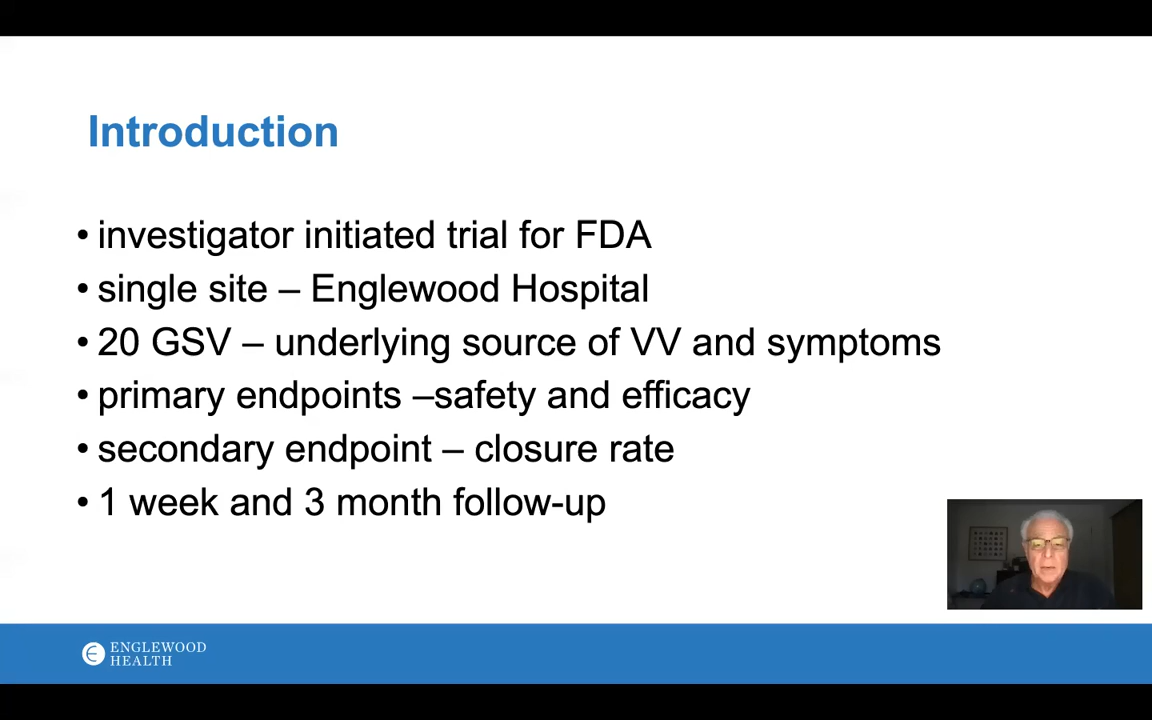 Introduction
• investigator initiated trial for FDA
• single site – Englewood Hospital
• 20 GSV – underlying source of VV and symptoms
• primary endpoints –safety and efficacy
• secondary endpoint – closure rate
• 1 week and 3 month follow-up
ENGLEWOOD
HEALTH